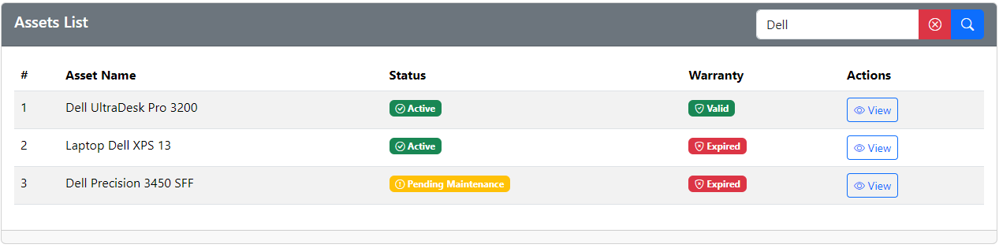 Assets List
Dell
# Asset Name Status Warranty Actions
1 Dell UltraDesk Pro 3200 Active Valid View
2 Laptop Dell XPS 13 Active Expired View
3 Dell Precision 3450 SFF Pending Maintenance Expired View